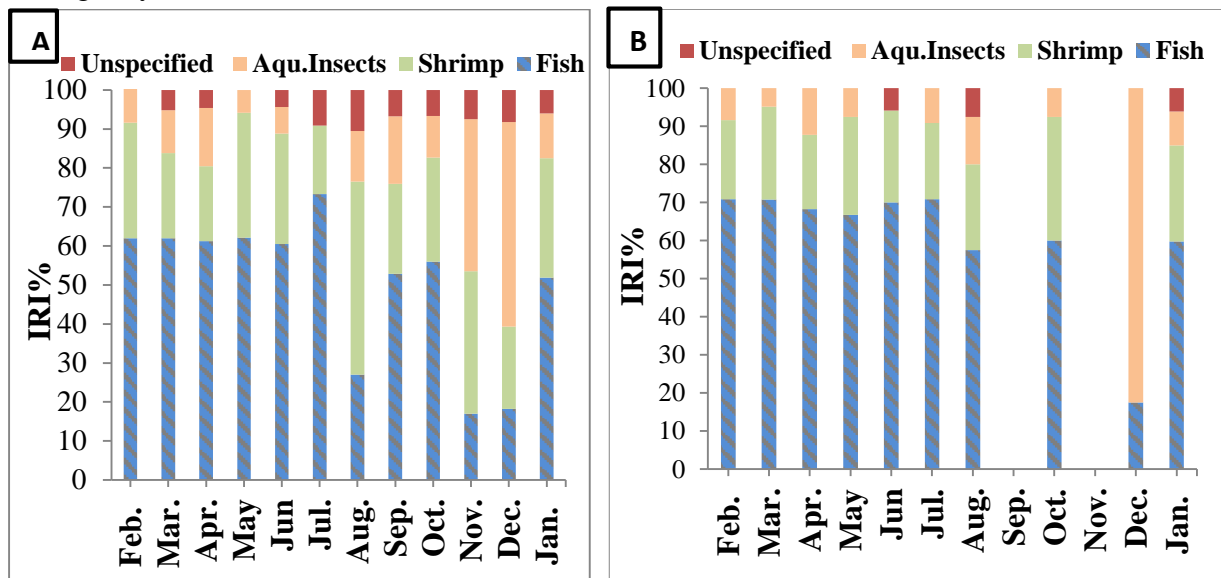 A
Unspecified Aqu.Insects Shrimp Fish
100
90
80
70
60
50
40
30
20
10
0
IRI%
Feb.
Mar.
Apr.
May
Jun
Jul.
Aug.
Sep.
Oct.
Nov.
Dec.
Jan.
B
Unspecified Aqu.Insects Shrimp Fish
100
90
80
70
60
50
40
30
20
10
0
IRI%
Feb.
Mar.
Apr.
May
Jun
Jul.
Aug.
Sep.
Oct.
Nov.
Dec.
Jan.